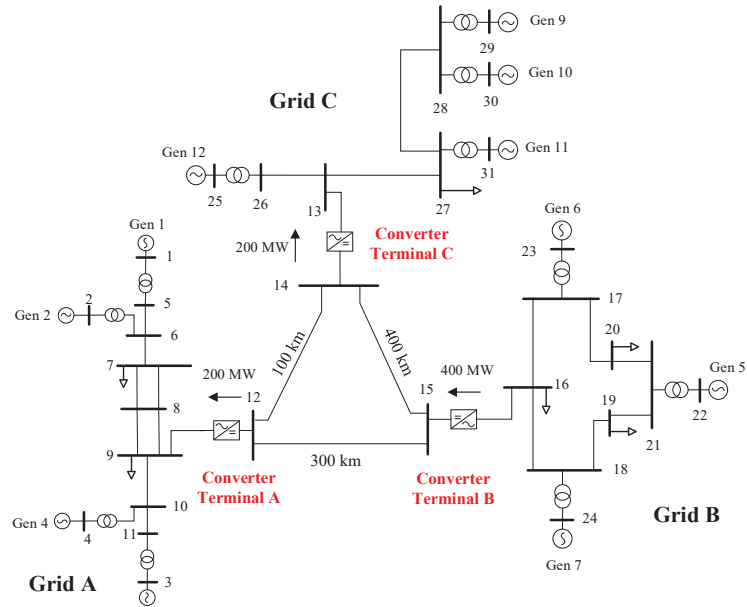 Gen 9
29
Grid C
Gen 10
28
30
Gen 12
Gen 11
31
25
26
13
27
Gen 1
200 MW
Converter
Terminal C
Gen 6
23
1
14
17
Gen 2
2
5
6
20
7
100 km
400 km
400 MW
Gen 5
200 MW
12
15
16
8
19
22
9
21
300 km
18
Converter
Terminal A
Converter
Terminal B
10
Gen 4
4
11
24
Grid B
Gen 7
3
Grid A